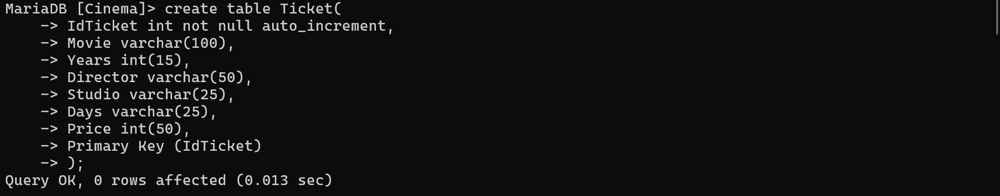 MariaDB [Cinema]> create table Ticket(
    -> IdTicket int not null auto_increment,
    -> Movie varchar(100),
    -> Years int(15),
    -> Director varchar(50),
    -> Studio varchar(25),
    -> Days varchar(25),
    -> Price int(50),
    -> Primary Key (IdTicket)
    -> );
Query OK, 0 rows affected (0.013 sec)